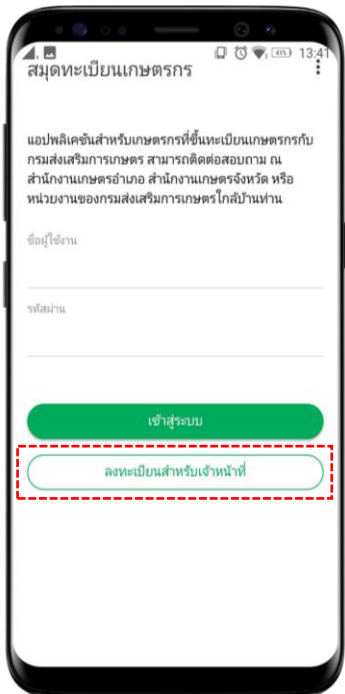 13:41
สมุดทะเบียนเกษตรกร
แอปพลิเคชันสำหรับเกษตรกรที่ขึ้นทะเบียนเกษตรกรกับ
กรมส่งเสริมการเกษตร สามารถติดต่อสอบถาม ณ
สำนักงานเกษตรอำเภอ สำนักงานเกษตรจังหวัด หรือ
หน่วยงานของกรมส่งเสริมการเกษตรใกล้บ้านท่าน
ชื่อผู้ใช้งาน
รหัสผ่าน
เข้าสู่ระบบ
ลงทะเบียนสำหรับเจ้าหน้าที่